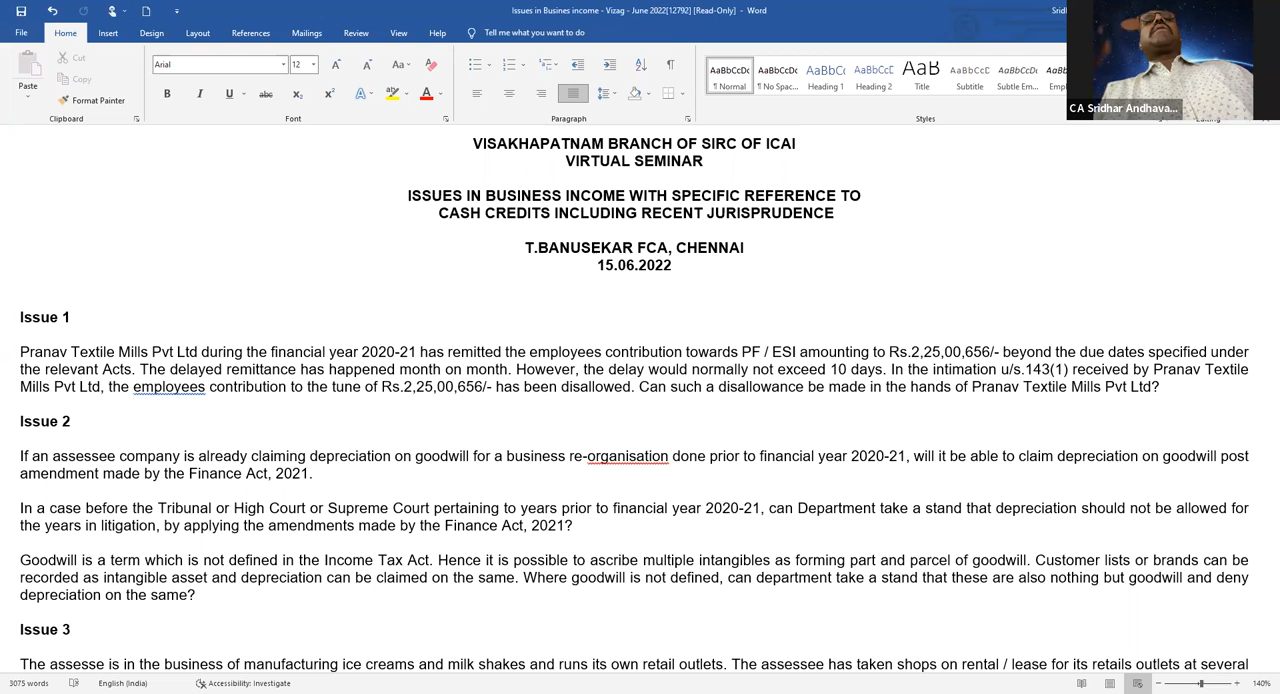 Issues in Busines income - Vizag - June 2022[12792] [Read-Only] - Word
Sridh
File Home Insert Design Layout References Mailings Review View Help Tell me what you want to do
Paste
Cut
Copy
Format Painter
Clipboard
Arial
12
Font
Paragraph
AaBbCcDc AaBbCcDc AaBbCc AaBbCcD AaB AaBbCcD AaBbCcDc
¶ Normal ¶ No Spac... Heading 1 Heading 2 Title Subtitle Subtle Em...
Styles
CA Sridhar Andhava...
VISAKHAPATNAM BRANCH OF SIRC OF ICAI
VIRTUAL SEMINAR
ISSUES IN BUSINESS INCOME WITH SPECIFIC REFERENCE TO
CASH CREDITS INCLUDING RECENT JURISPRUDENCE
T.BANUSEKAR FCA, CHENNAI
15.06.2022
Issue 1
Pranav Textile Mills Pvt Ltd during the financial year 2020-21 has remitted the employees contribution towards PF / ESI amounting to Rs.2,25,00,656/- beyond the due dates specified under
the relevant Acts. The delayed remittance has happened month on month. However, the delay would normally not exceed 10 days. In the intimation u/s.143(1) received by Pranav Textile
Mills Pvt Ltd, the employees contribution to the tune of Rs.2,25,00,656/- has been disallowed. Can such a disallowance be made in the hands of Pranav Textile Mills Pvt Ltd?
Issue 2
If an assessee company is already claiming depreciation on goodwill for a business re-organisation done prior to financial year 2020-21, will it be able to claim depreciation on goodwill post
amendment made by the Finance Act, 2021.
In a case before the Tribunal or High Court or Supreme Court pertaining to years prior to financial year 2020-21, can Department take a stand that depreciation should not be allowed for
the years in litigation, by applying the amendments made by the Finance Act, 2021?
Goodwill is a term which is not defined in the Income Tax Act. Hence it is possible to ascribe multiple intangibles as forming part and parcel of goodwill. Customer lists or brands can be
recorded as intangible asset and depreciation can be claimed on the same. Where goodwill is not defined, can department take a stand that these are also nothing but goodwill and deny
depreciation on the same?
Issue 3
The assesse is in the business of manufacturing ice creams and milk shakes and runs its own retail outlets. The assessee has taken shops on rental / lease for its retails outlets at several
3075 words English (India) Accessibility: Investigate 140%